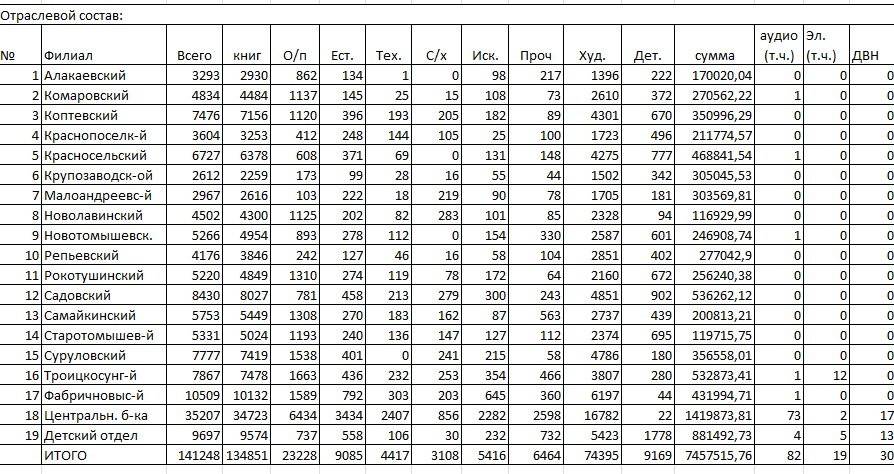 Отраслевой состав:
№ Филиал Всего книг О/п Ест. Тех. С/х Иск. Проч Худ. Дет. сумма аудио (т.ч.) Эл. (т.ч.) ДВН
1 Алакаевский 3293 2930 862 134 1 0 98 217 1396 222 170020,04 0 0 0
2 Комаровский 4834 4484 1137 145 25 15 108 73 2610 372 270562,22 1 0 0
3 Коптевский 7476 7156 1120 396 193 205 182 89 4301 670 350996,29 0 0 0
4 Краснопоселк-й 3604 3253 412 248 144 105 25 100 1723 496 211774,57 0 0 0
5 Красносельский 6727 6378 608 371 69 0 131 148 4275 777 468841,54 1 0 0
6 Крупозаводск-ой 2612 2259 173 99 28 16 55 44 1502 342 305045,53 0 0 0
7 Малоандреевс-й 2967 2616 103 222 18 219 90 78 1705 181 303569,81 0 0 0
8 Новолавинский 4502 4300 1125 202 82 283 101 85 2328 94 116929,99 0 0 0
9 Новотомышевск. 5266 4954 893 278 112 0 154 330 2587 601 246908,74 1 0 0
10 Репьевский 4176 3846 242 127 46 16 58 104 2851 402 277042,9 0 0 0
11 Рокотушинский 5220 4849 1310 274 119 78 172 64 2160 672 256240,38 0 0 0
12 Садовский 8430 8027 781 458 213 279 300 243 4851 902 536262,12 0 0 0
13 Самайкинский 5753 5449 1308 270 183 162 87 563 2737 439 200813,21 0 0 0
14 Старотомышев-й 5331 5024 1193 240 136 147 127 112 2374 695 119715,75 0 0 0
15 Суруловский 7777 7419 1538 401 0 241 215 58 4786 180 356558,01 0 0 0
16 Троицкосунг-й 7867 7478 1663 436 232 253 354 466 3807 280 532873,41 1 12 0
17 Фабричновыс-й 10509 10132 1589 792 303 203 645 360 6197 44 431994,71 1 0 0
18 Центральн. б-ка 35207 34723 6434 3434 2407 856 2282 2598 16782 22 1419873,81 73 2 17
19 Детский отдел 9697 9574 737 558 106 30 232 732 5423 1778 881492,73 4 5 13
ИТОГО 141248 134851 23228 9085 4417 3108 5416 6464 74395 9169 7457515,76 82 19 30